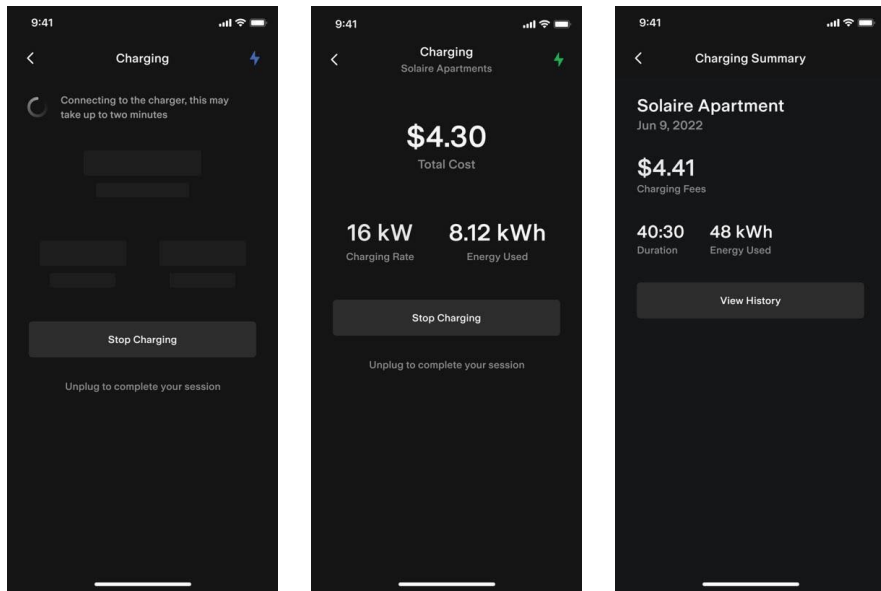 9:41
Charging
Connecting to the charger, this may
take up to two minutes
Stop Charging
Unplug to complete your session
9:41
Charging
Solaire Apartments
$4.30
Total Cost
16 kW
Charging Rate
8.12 kWh
Energy Used
Stop Charging
Unplug to complete your session
9:41
Charging Summary
Solaire Apartment
Jun 9, 2022
$4.41
Charging Fees
40:30
Duration
48 kWh
Energy Used
View History